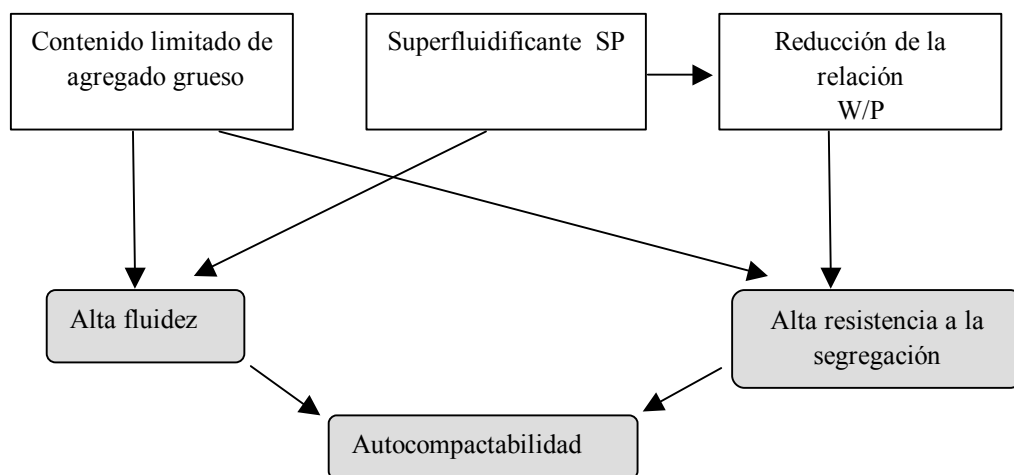 Contenido limitado de
agregado grueso
Superfluidificante SP
Reducción de la
relación
W/P
Alta fluidez
Alta resistencia a la
segregación
Autocompactabilidad